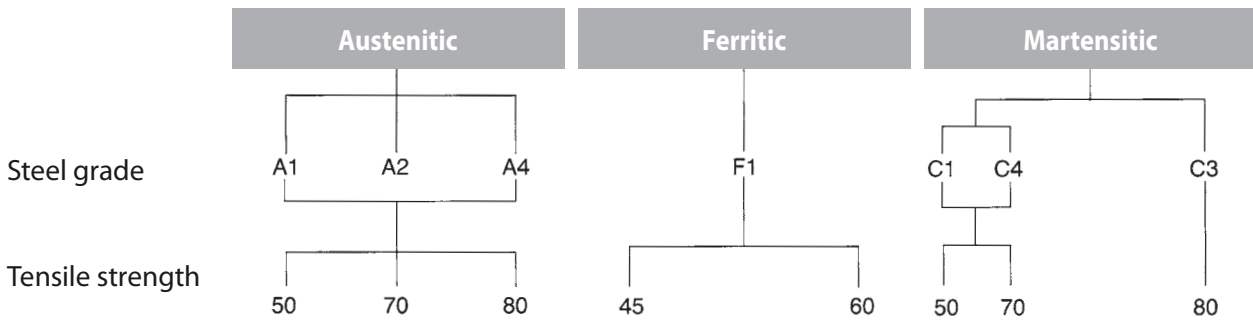 Austenitic Ferritic Martensitic
Steel grade A1 A2 A4 F1 C1 C4 C3
Tensile strength
50 70 80 45 60 50 70 80